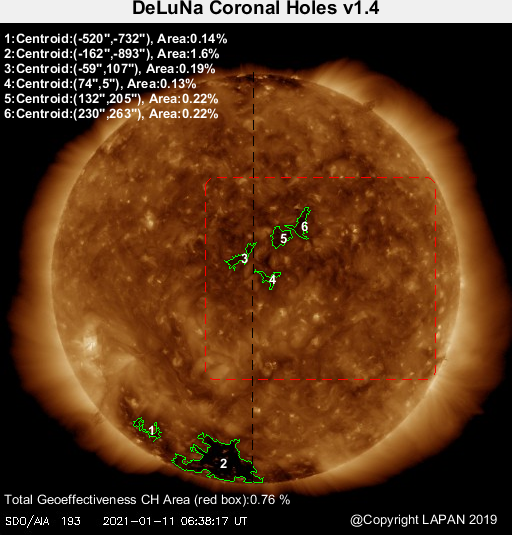 DeLuNa Coronal Holes v1.4
1:Centroid:(-520",-732"), Area:0.14%
2:Centroid:(-162",-893"), Area:1.6%
3:Centroid:(-59",107"), Area:0.19%
4:Centroid:(74",5"), Area:0.13%
5:Centroid:(132",205"), Area:0.22%
6:Centroid:(230",263"), Area:0.22%
6
5
3
4
1
2
Total Geoeffectiveness CH Area (red box):0.76 %
SDO/AIA 193 2021-01-11 06:38:17 UT
@Copyright LAPAN 2019